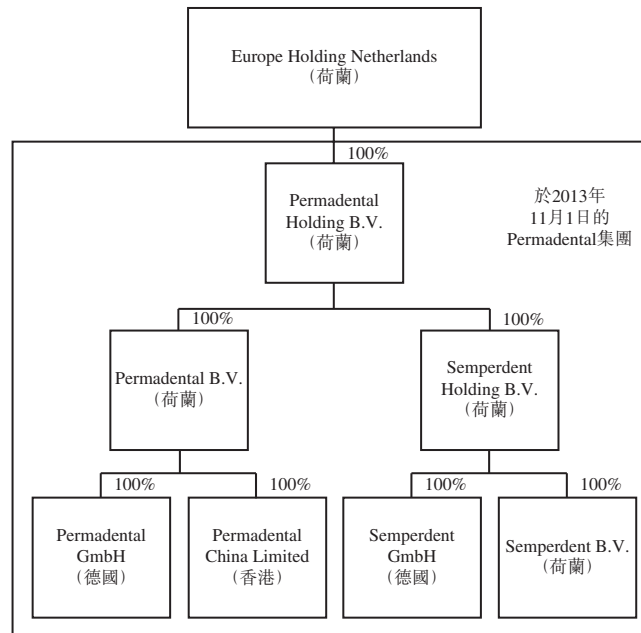 Europe Holding Netherlands
（荷蘭）
100%
Permadental
Holding B.V.
（荷蘭）
於2013年
11月1日的
Permadental集團
100%
100%
Permadental B.V.
（荷蘭）
Semperdent
Holding B.V.
（荷蘭）
100%
100%
100%
100%
Permadental
GmbH
（德國）
Permadental
China Limited
（香港）
Semperdent
GmbH
（德國）
Semperdent B.V.
（荷蘭）